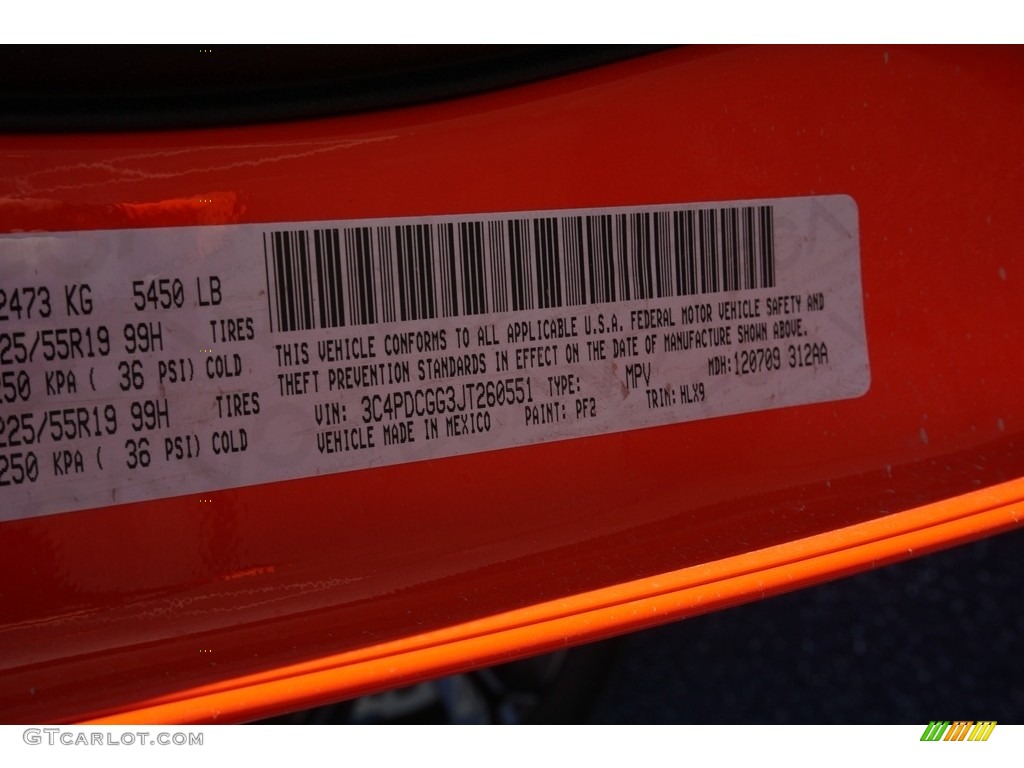 2473 KG 5450 LB
225/55R19 99H TIRES
250 KPA ( 36 PSI) COLD
225/55R19 99H TIRES
250 KPA ( 36 PSI) COLD
THIS VEHICLE CONFORMS TO ALL APPLICABLE U.S.A. FEDERAL MOTOR VEHICLE SAFETY AND
THEFT PREVENTION STANDARDS IN EFFECT ON THE DATE OF MANUFACTURE SHOWN ABOVE.
VIN: 3C4PDCGG3JT260551 TYPE: MPV MDH:120709 312AA
VEHICLE MADE IN MEXICO PAINT: PF2 TRIM:HLX9
GTCARLOT.COM